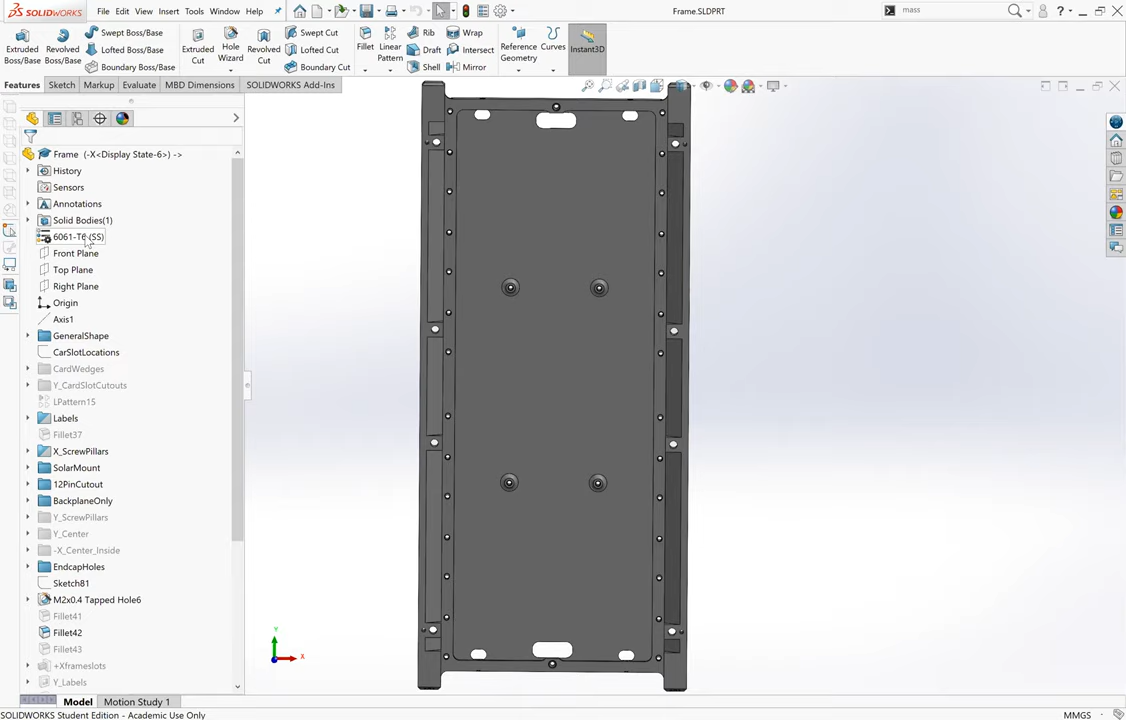 SOLIDWORKS File Edit View Insert Tools Window Help Frame.SLDPRT mass
Extruded Boss/Base
Revolved Boss/Base
Swept Boss/Base
Lofted Boss/Base
Boundary Boss/Base
Extruded Cut
Hole Wizard
Revolved Cut
Swept Cut
Lofted Cut
Boundary Cut
Fillet
Linear Pattern
Rib
Draft
Shell
Wrap
Intersect
Mirror
Reference Geometry
Curves
Instant3D
Features Sketch Markup Evaluate MBD Dimensions SOLIDWORKS Add-Ins
Frame (-X<Display State-6>) ->
History
Sensors
Annotations
Solid Bodies(1)
6061-T6 (SS)
Front Plane
Top Plane
Right Plane
Origin
Axis1
GeneralShape
CarSlotLocations
CardWedges
Y_CardSlotCutouts
LPattern15
Labels
Fillet37
X_ScrewPillars
SolarMount
12PinCutout
BackplaneOnly
Y_ScrewPillars
Y_Center
-X_Center_Inside
EndcapHoles
Sketch81
M2x0.4 Tapped Hole6
Fillet41
Fillet42
Fillet43
+Xframeslots
Y_Labels
Y
X
Model Motion Study 1
SOLIDWORKS Student Edition - Academic Use Only MMGS